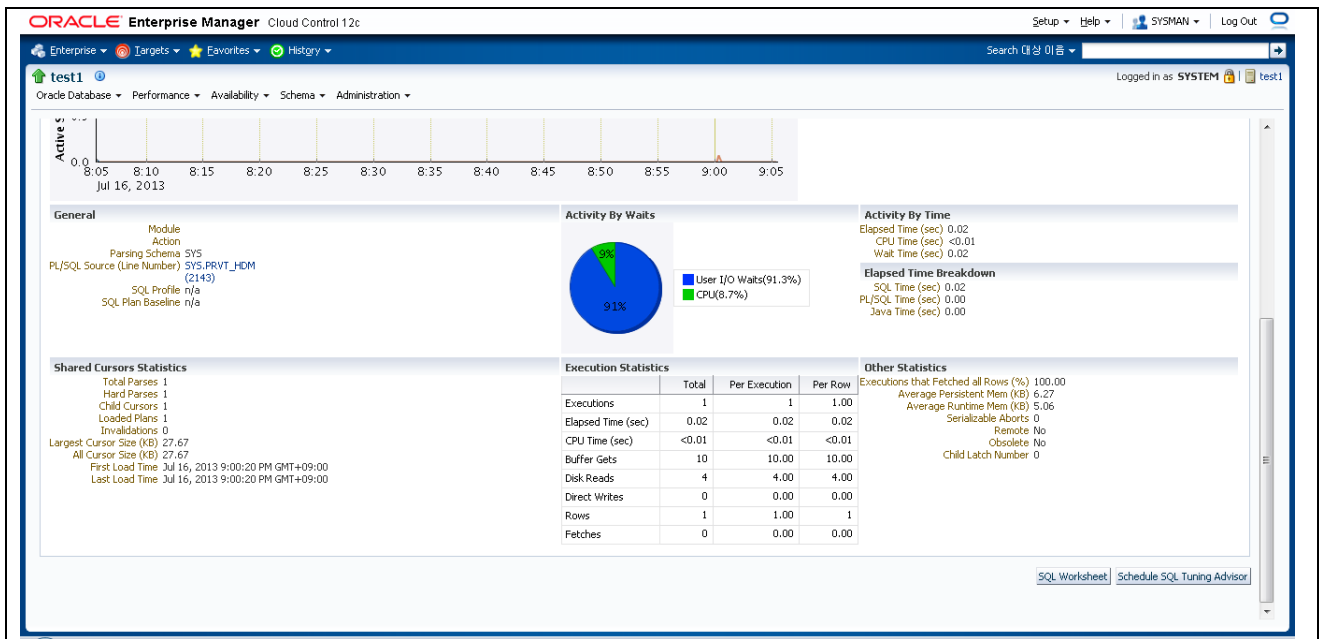 ORACLE Enterprise Manager Cloud Control 12c
Setup Help SYSMAN Log Out
Enterprise Targets Favorites History Search 대상 이름
test1 Logged in as SYSTEM test1
Oracle Database Performance Availability Schema Administration
0.0
8:05 8:10 8:15 8:20 8:25 8:30 8:35 8:40 8:45 8:50 8:55 9:00 9:05
Jul 16, 2013
General
Module
Action
Parsing Schema SYS
PL/SQL Source (Line Number) SYS.PRVT_HDM
(2143)
SQL Profile n/a
SQL Plan Baseline n/a
Activity By Waits
9%
91%
User I/O Waits(91.3%)
CPU(8.7%)
Activity By Time
Elapsed Time (sec) 0.02
CPU Time (sec) <0.01
Wait Time (sec) 0.02
Elapsed Time Breakdown
SQL Time (sec) 0.02
PL/SQL Time (sec) 0.00
Java Time (sec) 0.00
Shared Cursors Statistics
Total Parses 1
Hard Parses 1
Child Cursors 1
Loaded Plans 1
Invalidations 0
Largest Cursor Size (KB) 27.67
All Cursor Size (KB) 27.67
First Load Time Jul 16, 2013 9:00:20 PM GMT+09:00
Last Load Time Jul 16, 2013 9:00:20 PM GMT+09:00
Execution Statistics
Total Per Execution Per Row
Executions 1 1 1.00
Elapsed Time (sec) 0.02 0.02 0.02
CPU Time (sec) <0.01 <0.01 <0.01
Buffer Gets 10 10.00 10.00
Disk Reads 4 4.00 4.00
Direct Writes 0 0.00 0.00
Rows 1 1.00 1
Fetches 0 0.00 0.00
Other Statistics
Executions that Fetched all Rows (%) 100.00
Average Persistent Mem (KB) 6.27
Average Runtime Mem (KB) 5.06
Serializable Aborts 0
Remote No
Obsolete No
Child Latch Number 0
SQL Worksheet Schedule SQL Tuning Advisor